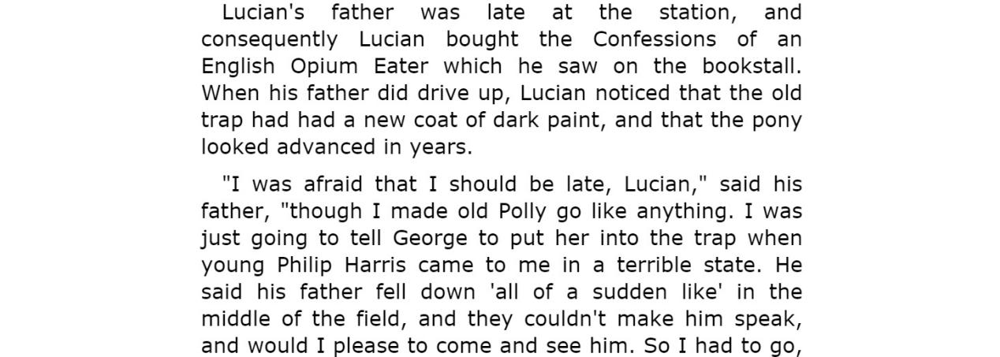 Lucian's father was late at the station, and
consequently Lucian bought the Confessions of an
English Opium Eater which he saw on the bookstall.
When his father did drive up, Lucian noticed that the old
trap had had a new coat of dark paint, and that the pony
looked advanced in years.
"I was afraid that I should be late, Lucian," said his
father, "though I made old Polly go like anything. I was
just going to tell George to put her into the trap when
young Philip Harris came to me in a terrible state. He
said his father fell down 'all of a sudden like' in the
middle of the field, and they couldn't make him speak,
and would I please to come and see him. So I had to go,